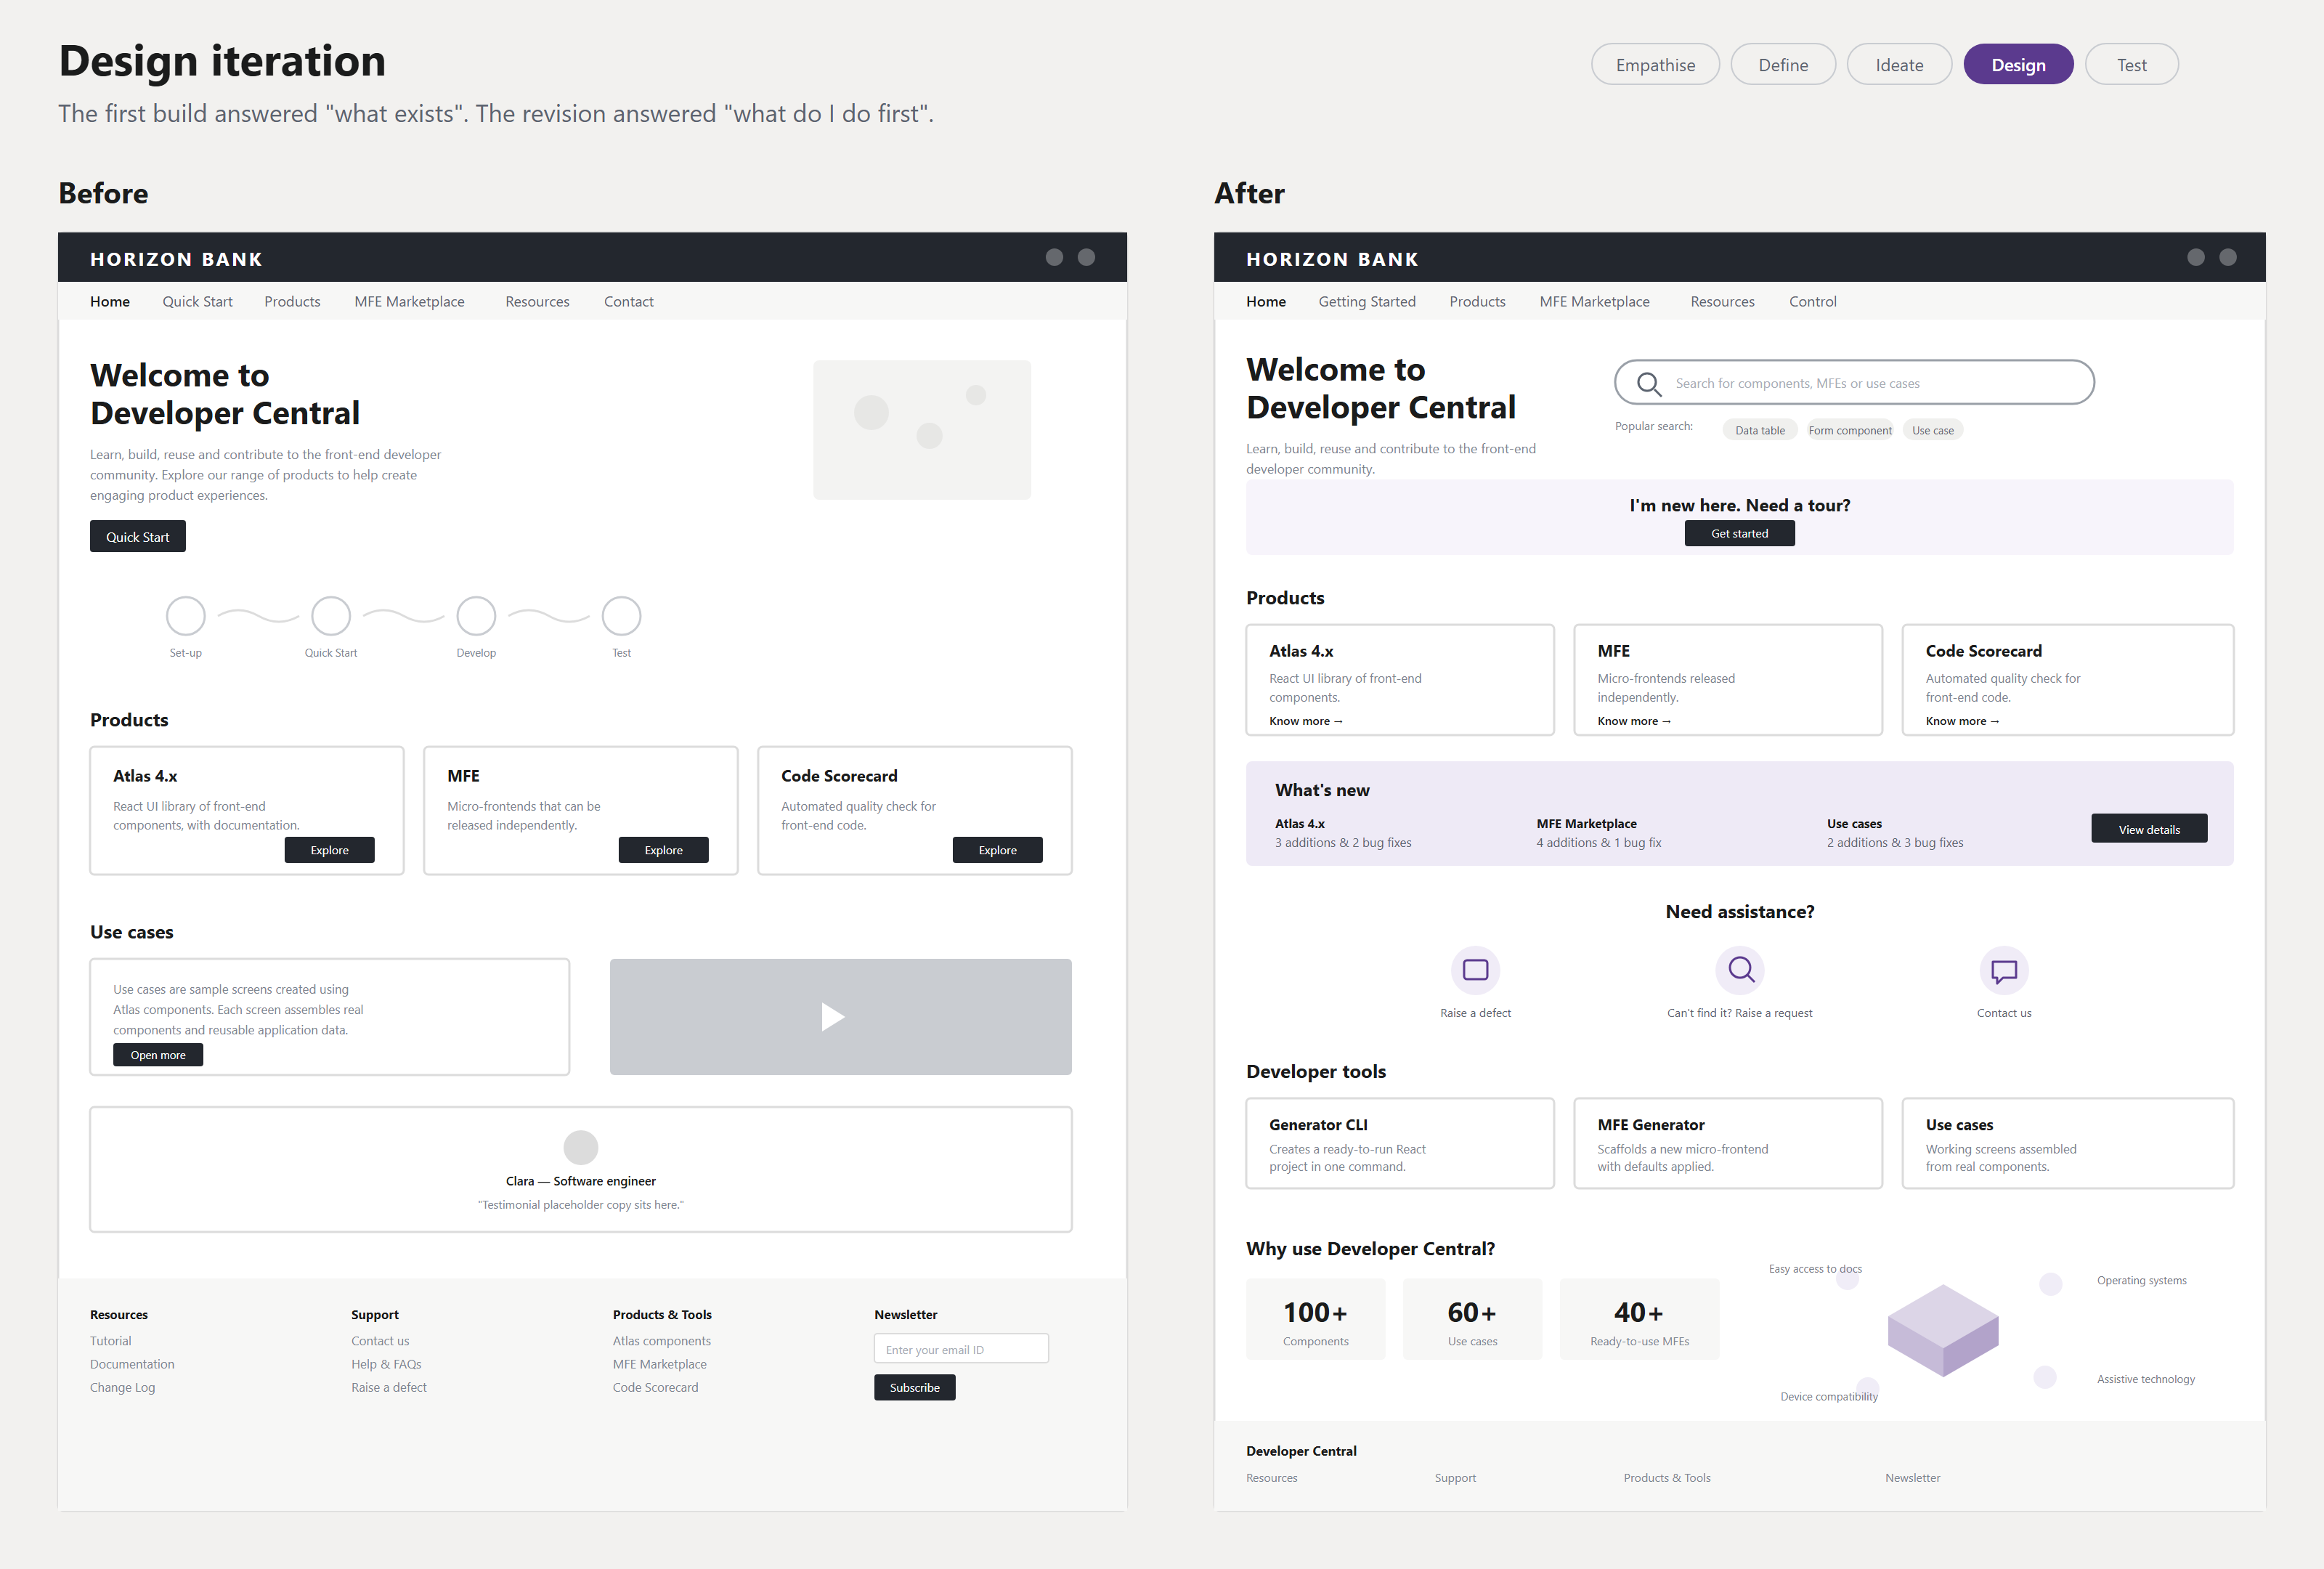 Design iteration
The first build answered "what exists". The revision answered "what do I do first".
Empathise
Define
Ideate
Design
Test
Before
HORIZON BANK
Home Quick Start Products MFE Marketplace Resources Contact
Welcome to
Developer Central
Learn, build, reuse and contribute to the front-end developer
community. Explore our range of products to help create
engaging product experiences.
Quick Start
Set-up Quick Start Develop Test
Products
Atlas 4.x
React UI library of front-end
components, with documentation.
Explore
MFE
Micro-frontends that can be
released independently.
Explore
Code Scorecard
Automated quality check for
front-end code.
Explore
Use cases
Use cases are sample screens created using
Atlas components. Each screen assembles real
components and reusable application data.
Open more
Clara — Software engineer
"Testimonial placeholder copy sits here."
Resources
Tutorial
Documentation
Change Log
Support
Contact us
Help & FAQs
Raise a defect
Products & Tools
Atlas components
MFE Marketplace
Code Scorecard
Newsletter
Enter your email ID
Subscribe
After
HORIZON BANK
Home Getting Started Products MFE Marketplace Resources Control
Welcome to
Developer Central
Learn, build, reuse and contribute to the front-end
developer community.
Search for components, MFEs or use cases
Popular search: Data table Form component Use case
I'm new here. Need a tour?
Get started
Products
Atlas 4.x
React UI library of front-end
components.
Know more →
MFE
Micro-frontends released
independently.
Know more →
Code Scorecard
Automated quality check for
front-end code.
Know more →
What's new
Atlas 4.x
3 additions & 2 bug fixes
MFE Marketplace
4 additions & 1 bug fix
Use cases
2 additions & 3 bug fixes
View details
Need assistance?
Raise a defect
Can't find it? Raise a request
Contact us
Developer tools
Generator CLI
Creates a ready-to-run React
project in one command.
MFE Generator
Scaffolds a new micro-frontend
with defaults applied.
Use cases
Working screens assembled
from real components.
Why use Developer Central?
100+
Components
60+
Use cases
40+
Ready-to-use MFEs
Easy access to docs
Operating systems
Device compatibility
Assistive technology
Developer Central
Resources Support Products & Tools Newsletter